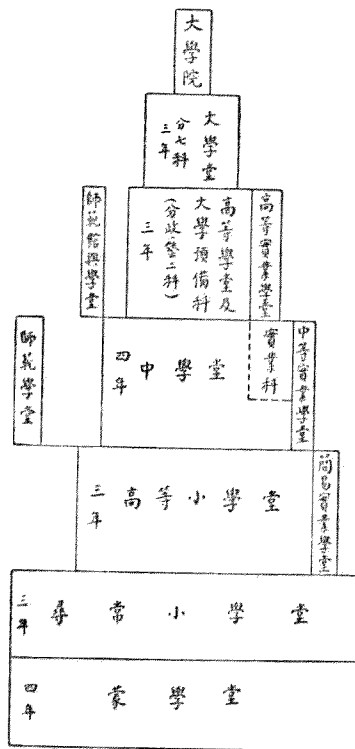 大學院
大學堂
分七科
三年
高等實業學堂
高等學堂及
大學預備科
(分政藝二科)
三年
師範館與學堂
中等實業學堂
實業科
中學堂
四年
師範學堂
簡易實業學堂
高等小學堂
三年
尋常小學堂
三年
蒙學堂
四年